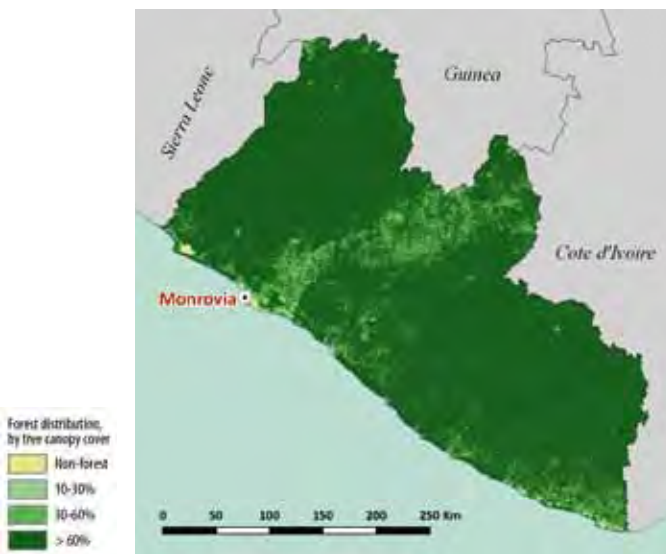 Guinea
Sierra Leone
Cote d'Ivoire
Monrovia
Forest distribution,
by tree canopy cover
Non-forest
10-30%
30-60%
> 60%
0 50 100 150 200 250 Km